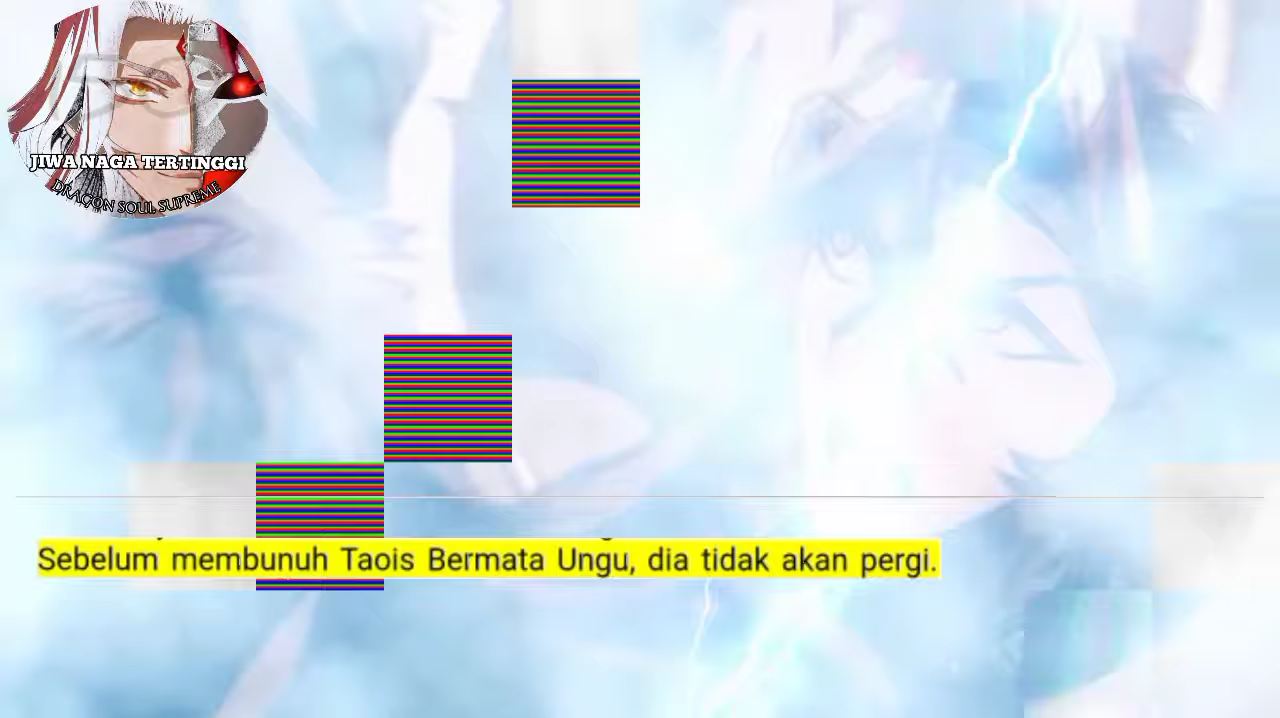 JIWA NAGA TERTINGGI
DRAGON SOUL SUPREME
Sebelum membunuh Taois Bermata Ungu, dia tidak akan pergi.